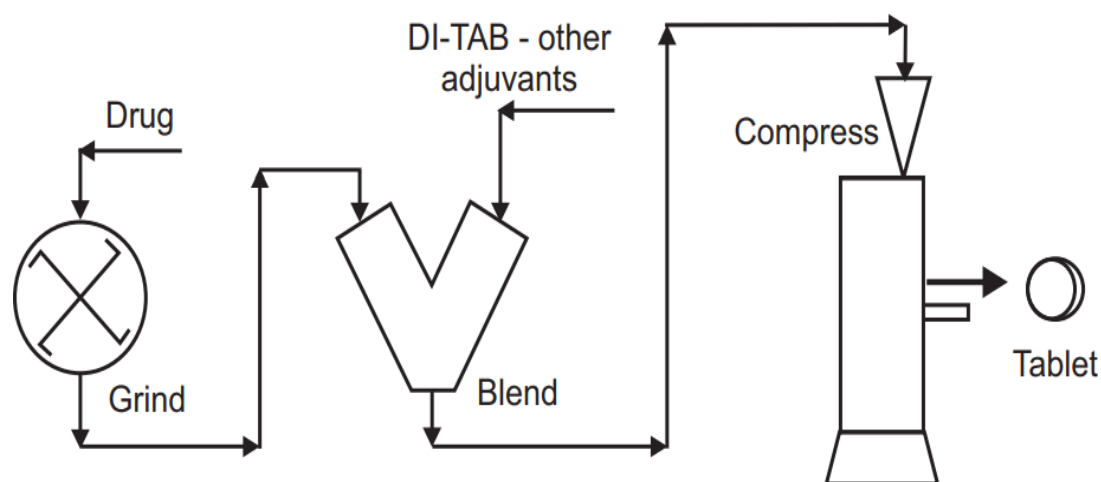 DI-TAB - other
adjuvants
Drug
Compress
Grind
Blend
Tablet